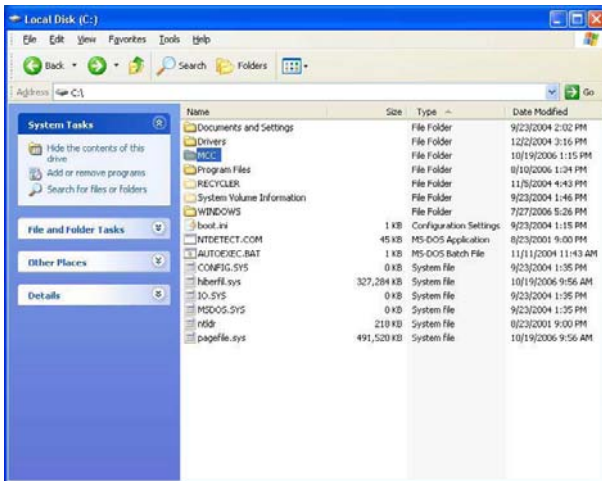 Local Disk (C:)
File Edit View Favorites Tools Help
Back Search Folders
Address C:\ Go
System Tasks
Hide the contents of this drive
Add or remove programs
Search for files or folders
File and Folder Tasks
Other Places
Details
Name Size Type Date Modified
Documents and Settings File Folder 9/23/2004 2:02 PM
Drivers File Folder 12/2/2004 3:16 PM
MCC File Folder 10/19/2006 1:15 PM
Program Files File Folder 8/10/2006 1:34 PM
RECYCLER File Folder 11/5/2004 4:43 PM
System Volume Information File Folder 9/23/2004 1:46 PM
WINDOWS File Folder 7/27/2006 5:26 PM
boot.ini 1 KB Configuration Settings 9/23/2004 1:15 PM
NTDETECT.COM 45 KB MS-DOS Application 8/23/2001 9:00 PM
AUTOEXEC.BAT 1 KB MS-DOS Batch File 11/11/2004 11:43 AM
CONFIG.SYS 0 KB System file 9/23/2004 1:35 PM
hiberfil.sys 327,284 KB System file 10/19/2006 9:56 AM
IO.SYS 0 KB System file 9/23/2004 1:35 PM
MSDOS.SYS 0 KB System file 9/23/2004 1:35 PM
ntldr 218 KB System file 8/23/2001 9:00 PM
pagefile.sys 491,520 KB System file 10/19/2006 9:56 AM